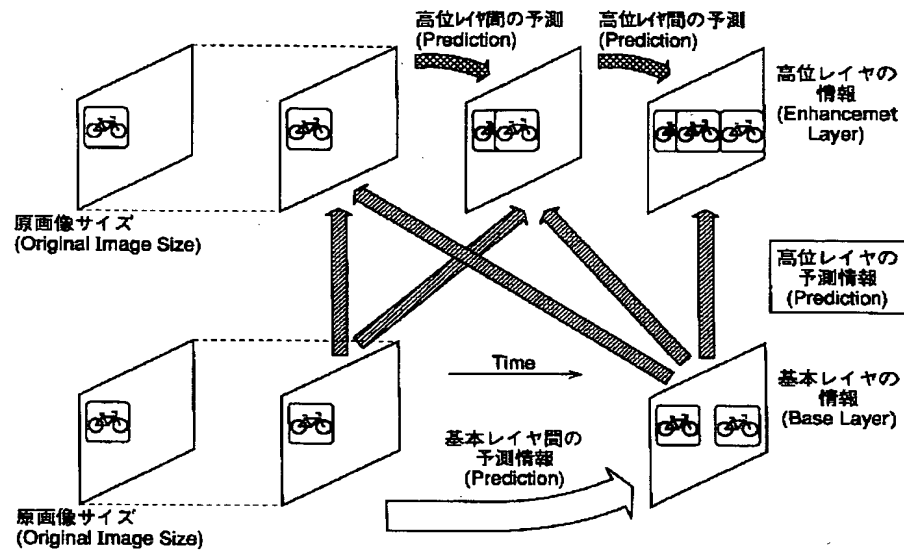 高位レイヤ間の予測
(Prediction)
高位レイヤ間の予測
(Prediction)
高位レイヤの
情報
(Enhancemet
Layer)
原画像サイズ
(Original Image Size)
高位レイヤの
予測情報
(Prediction)
Time
基本レイヤの
情報
(Base Layer)
基本レイヤ間の
予測情報
(Prediction)
原画像サイズ
(Original Image Size)